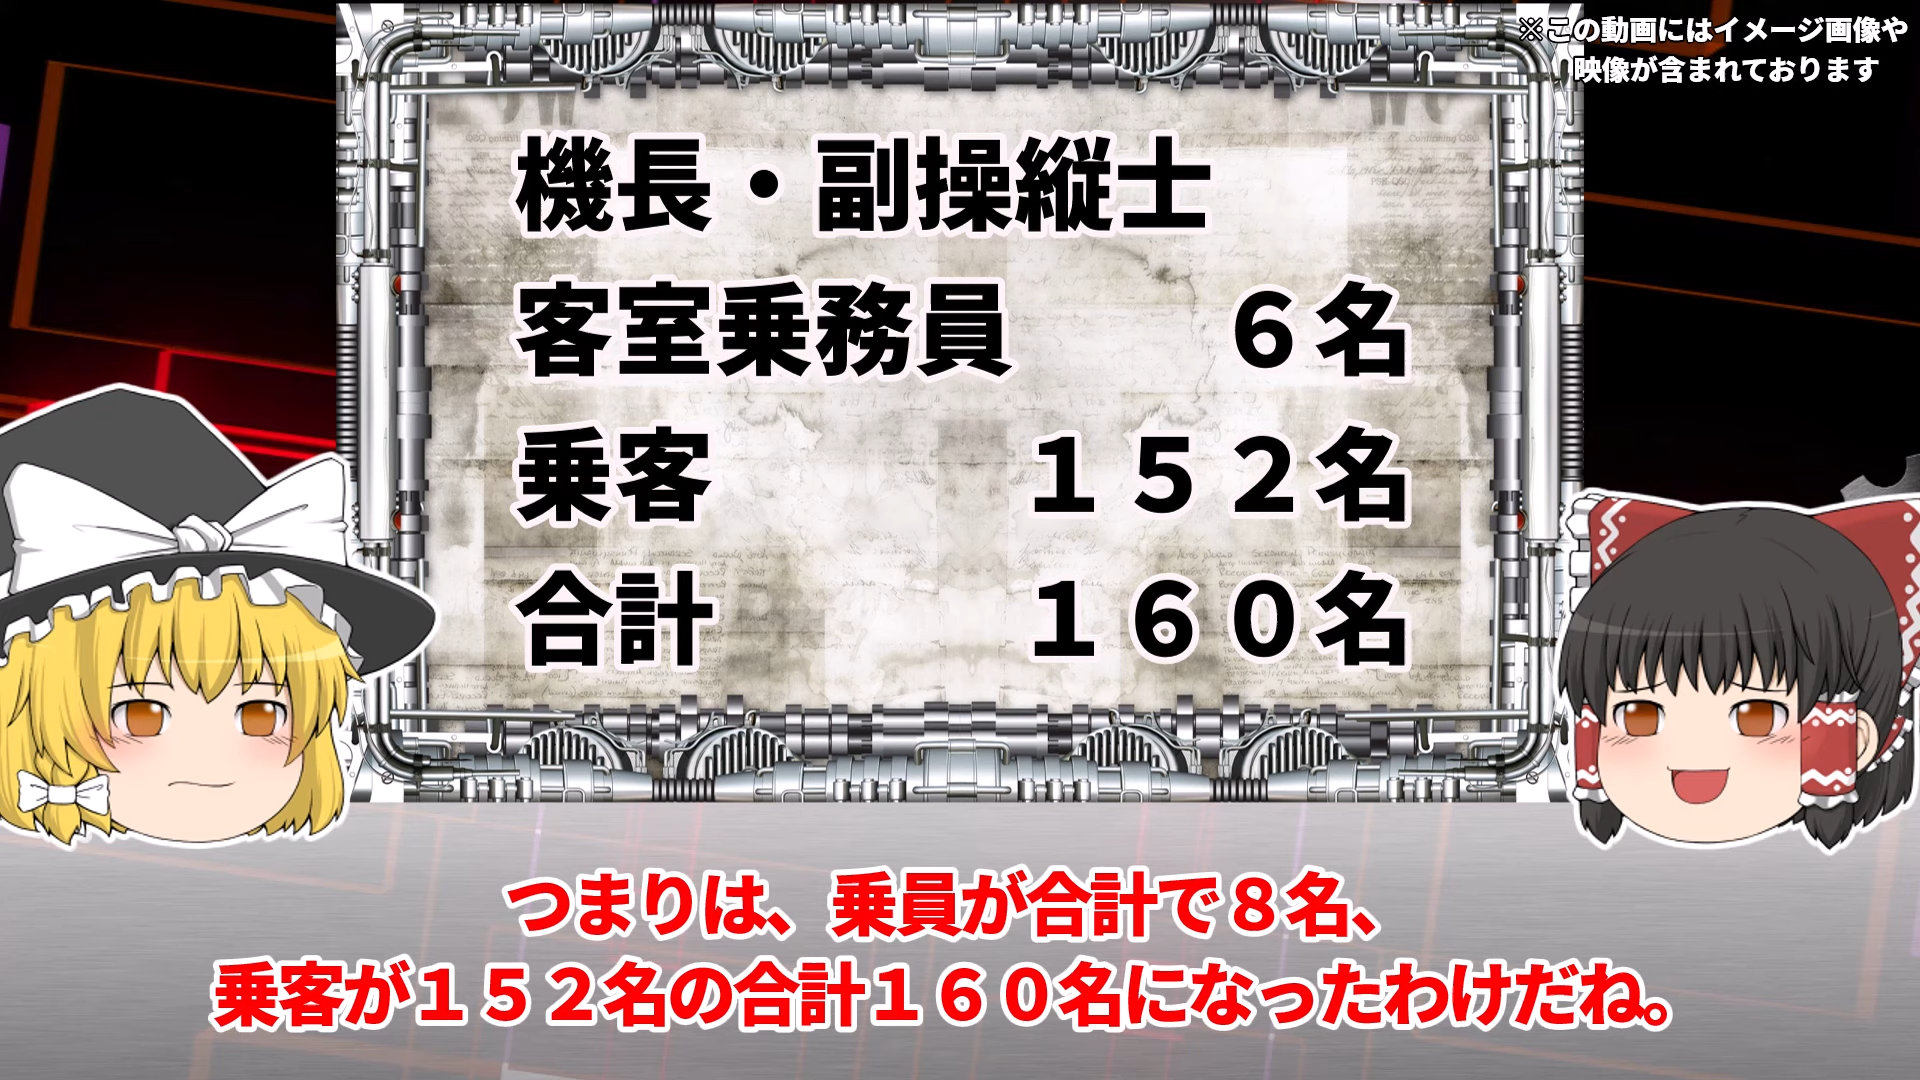 ※この動画にはイメージ画像や
映像が含まれております
機長・副操縦士
客室乗務員　　６名
乗客　　　１５２名
合計　　　１６０名
つまりは、乗員が合計で８名、
乗客が１５２名の合計１６０名になったわけだね。